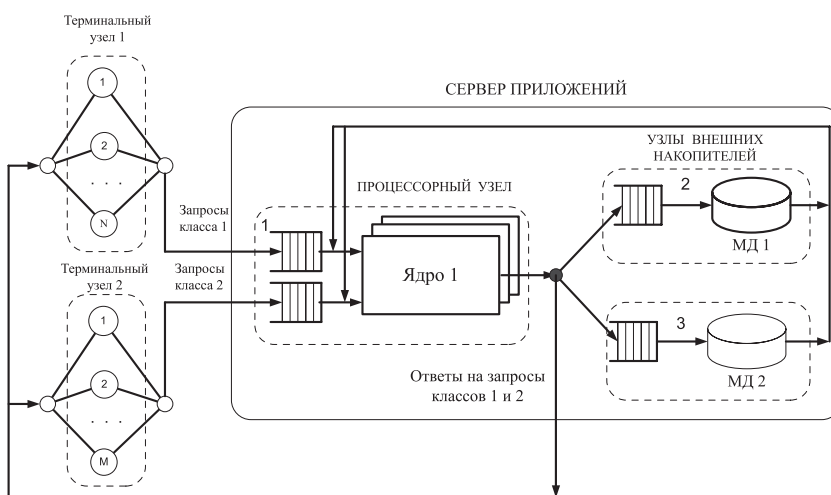 Терминальный
узел 1
1
2
. . .
N
Запросы
класса 1
Терминальный
узел 2
Запросы
класса 2
1
2
. . .
M
СЕРВЕР ПРИЛОЖЕНИЙ
ПРОЦЕССОРНЫЙ УЗЕЛ
1
Ядро 1
УЗЛЫ ВНЕШНИХ
НАКОПИТЕЛЕЙ
2
МД 1
3
МД 2
Ответы на запросы
классов 1 и 2